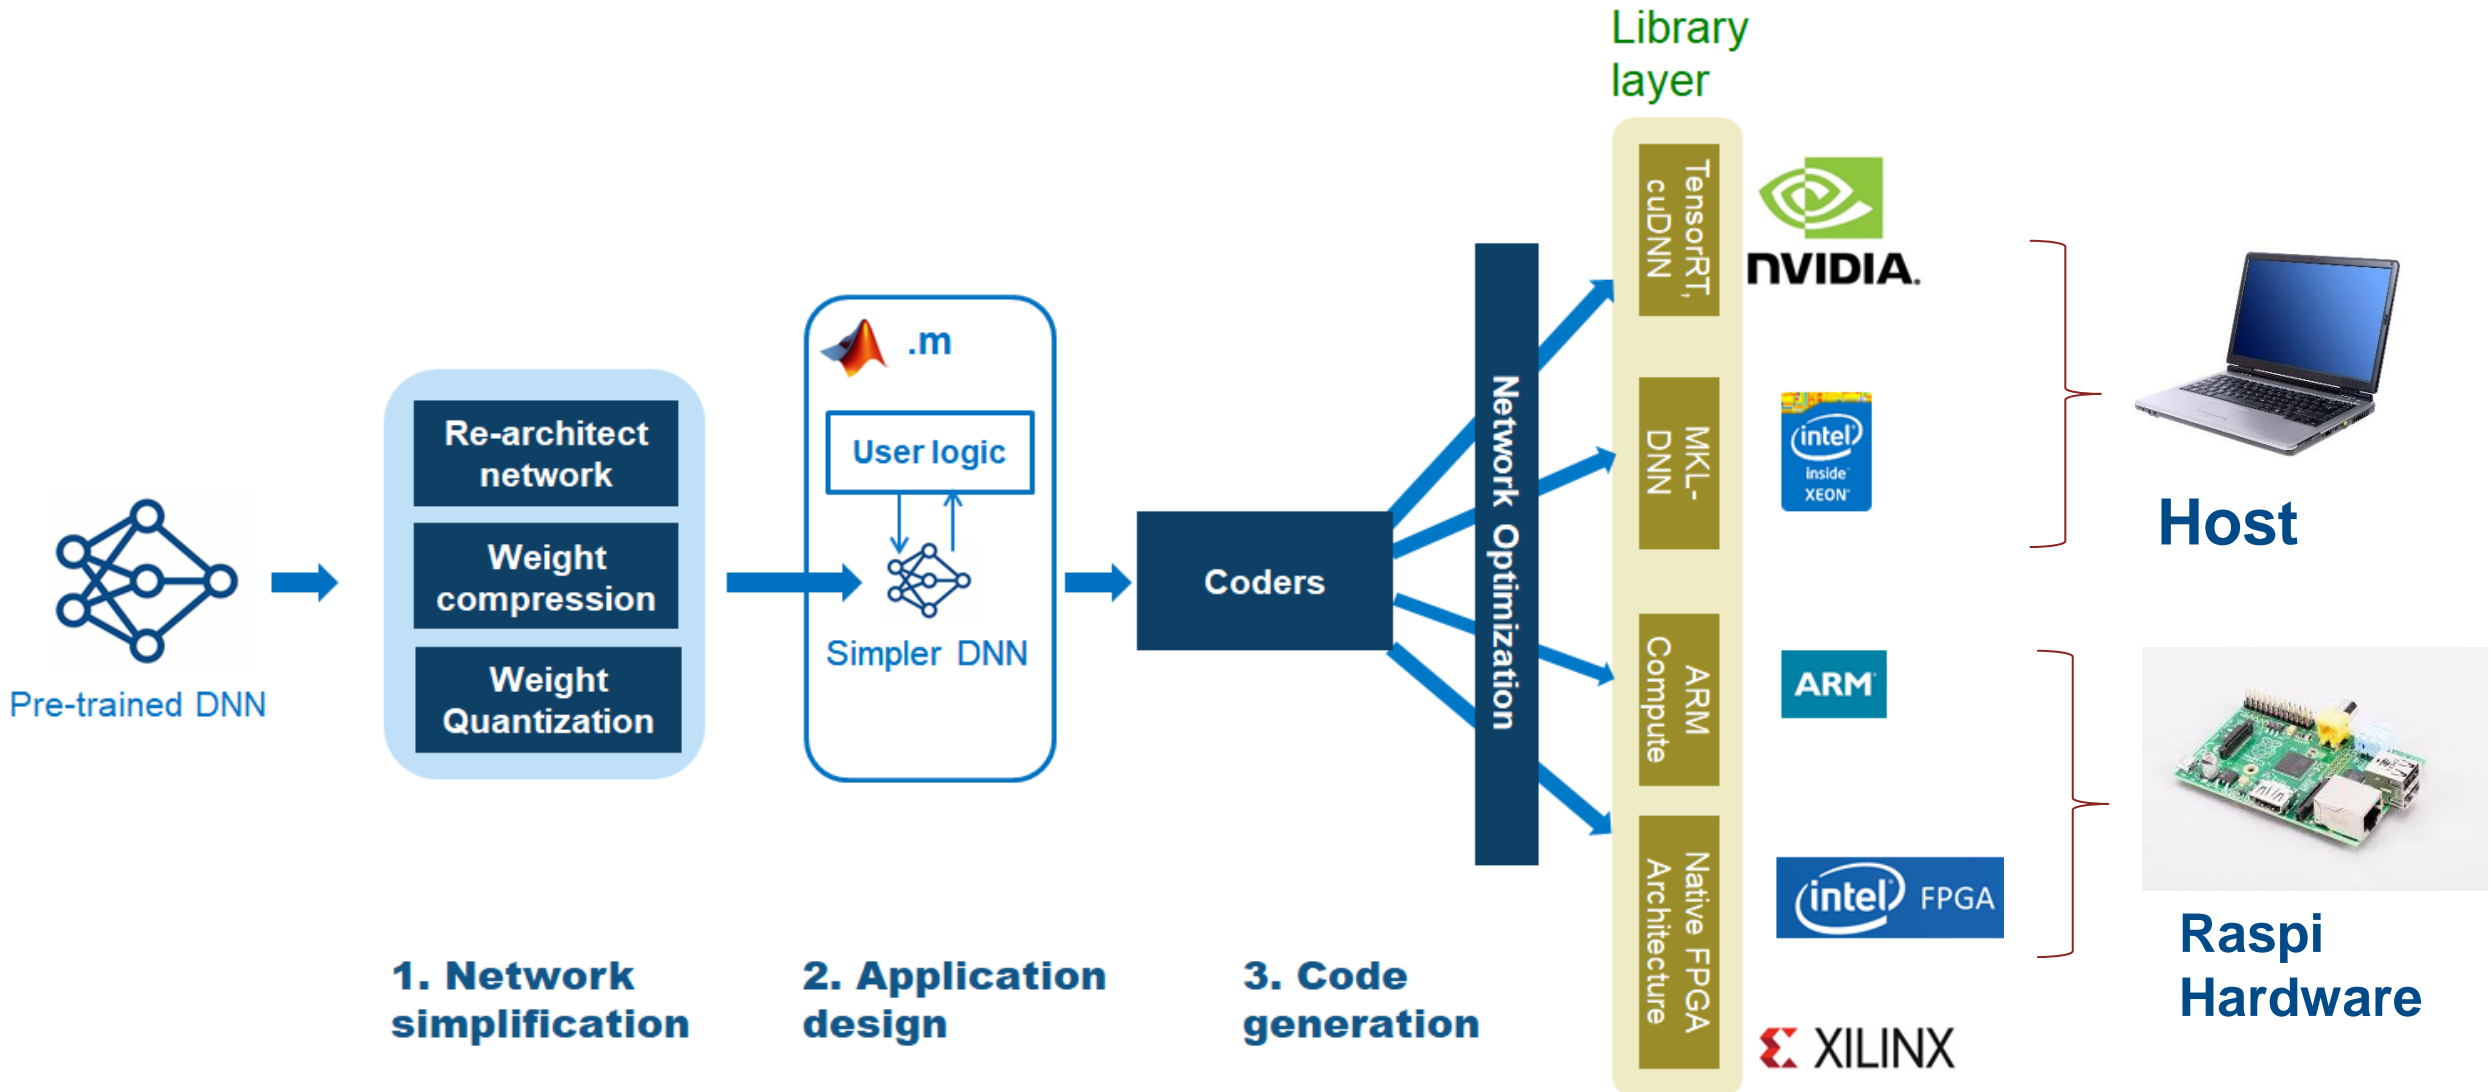 Library
layer
TensorRT,
cuDNN
NVIDIA.
.m
User logic
Simpler DNN
Re-architect
network
Weight
compression
Weight
Quantization
Pre-trained DNN
Coders
Network Optimization
MKL-
DNN
intel
inside
XEON
Host
ARM
Compute
ARM
Native FPGA
Architecture
intel FPGA
XILINX
Raspi
Hardware
1. Network
simplification
2. Application
design
3. Code
generation